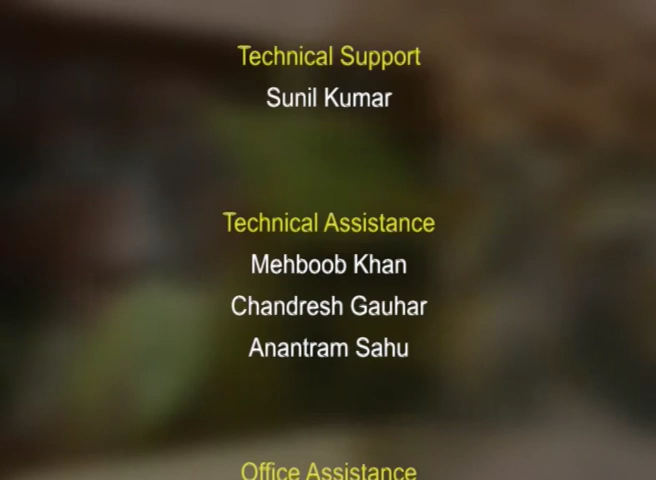 Technical Support
Sunil Kumar
Technical Assistance
Mehboob Khan
Chandresh Gauhar
Anantram Sahu
Office Assistance